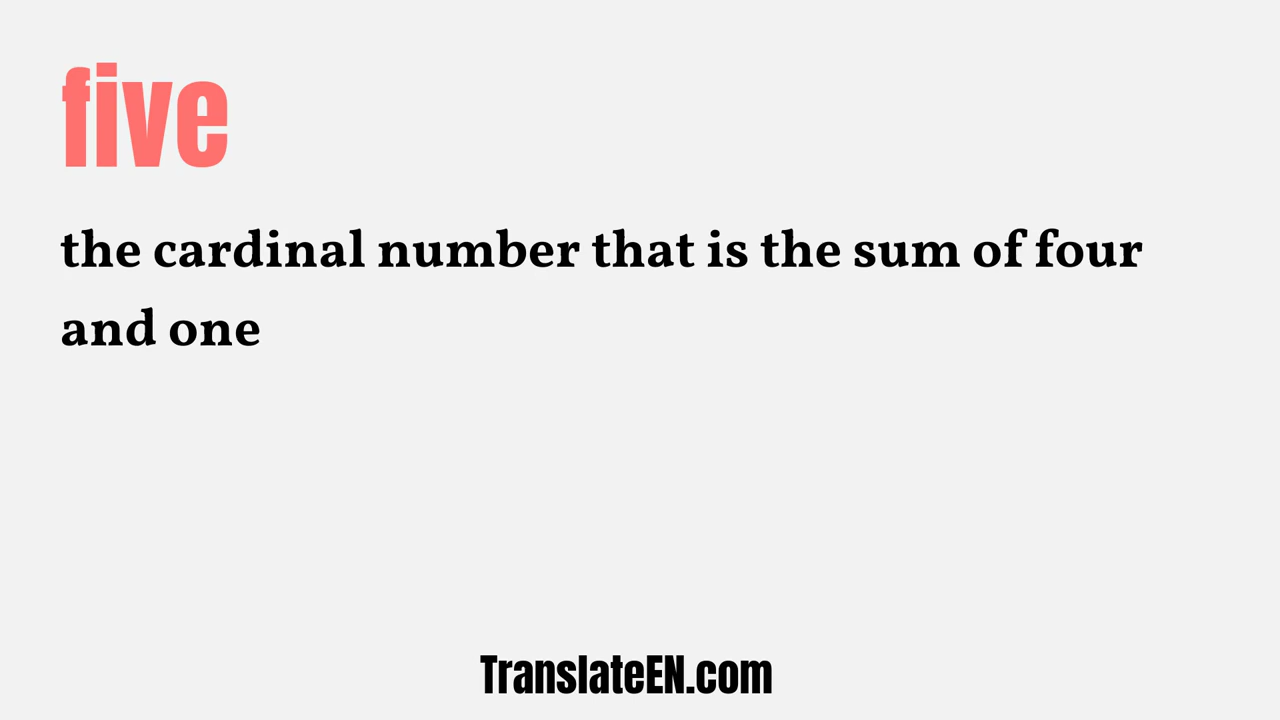 five
the cardinal number that is the sum of four
and one
TranslateEN.com